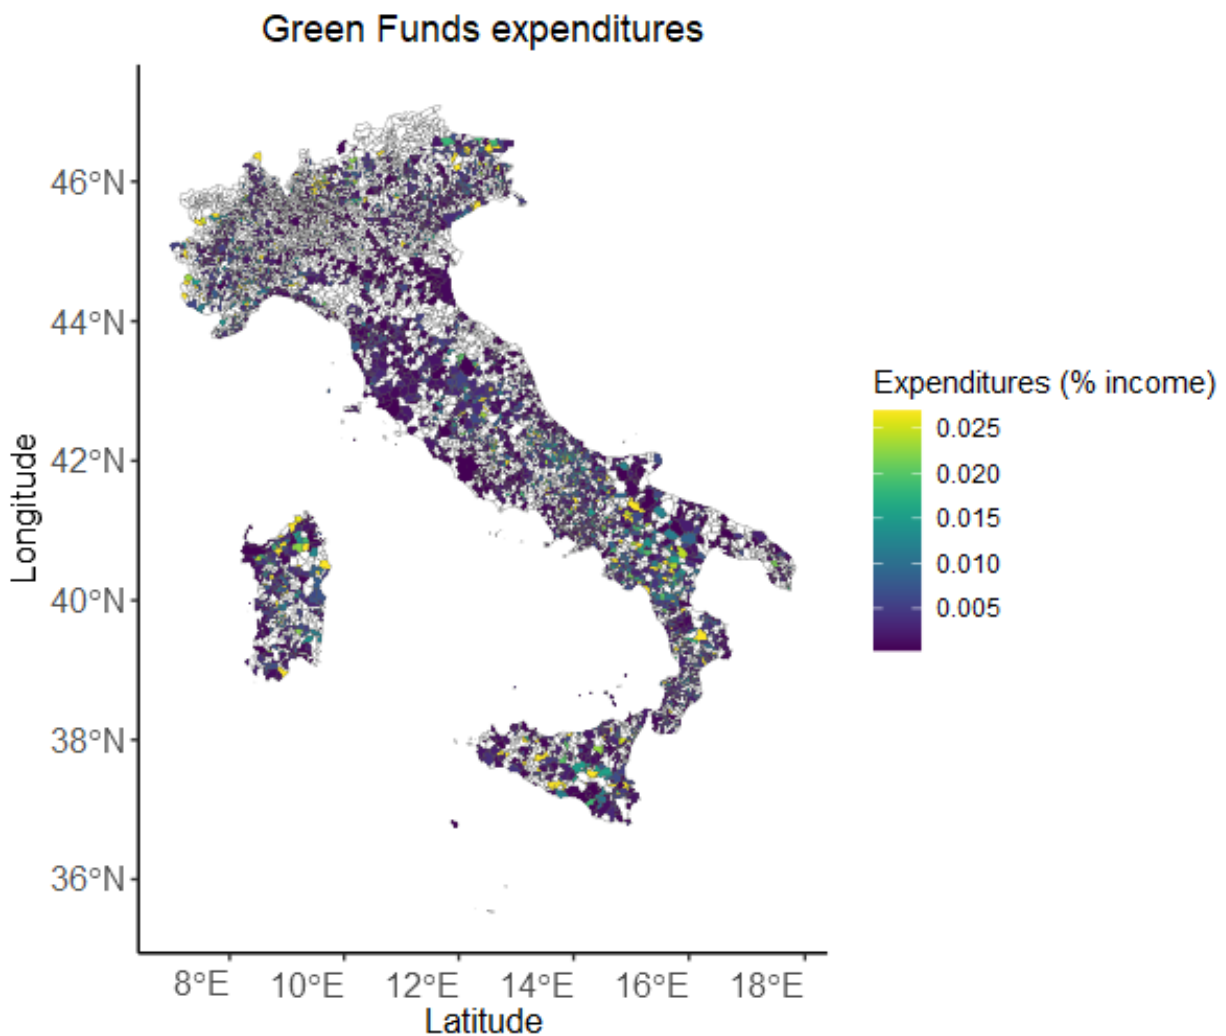 Green Funds expenditures
46°N
44°N
42°N
40°N
38°N
36°N
Longitude
8°E 10°E 12°E 14°E 16°E 18°E
Latitude
Expenditures (% income)
0.025
0.020
0.015
0.010
0.005